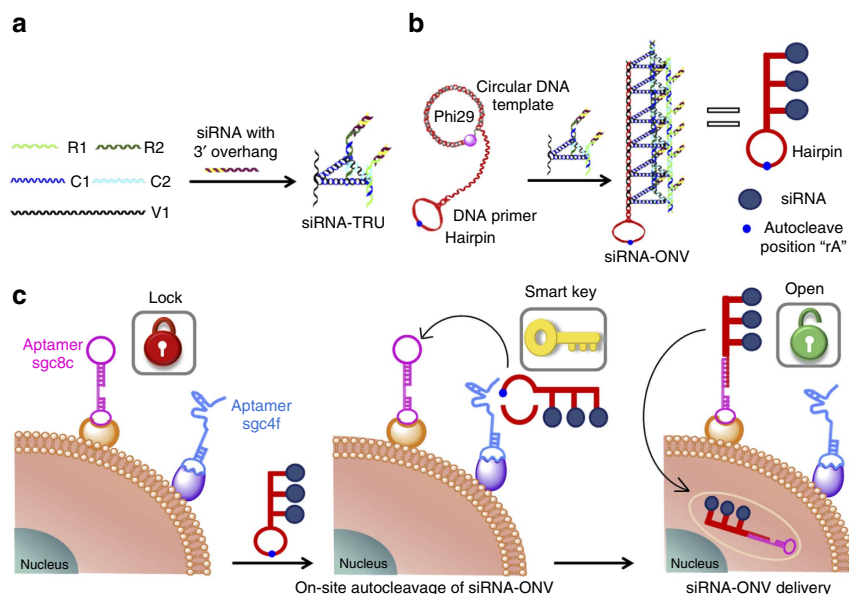 a
R1 R2
C1 C2
V1
siRNA with
3′ overhang
siRNA-TRU
b
Circular DNA
template
Phi29
DNA primer
Hairpin
siRNA-ONV
Hairpin
siRNA
Autocleave
position “rA”
c
Lock
Aptamer
sgc8c
Aptamer
sgc4f
Nucleus
Smart key
On-site autocleavage of siRNA-ONV
Open
Nucleus
siRNA-ONV delivery